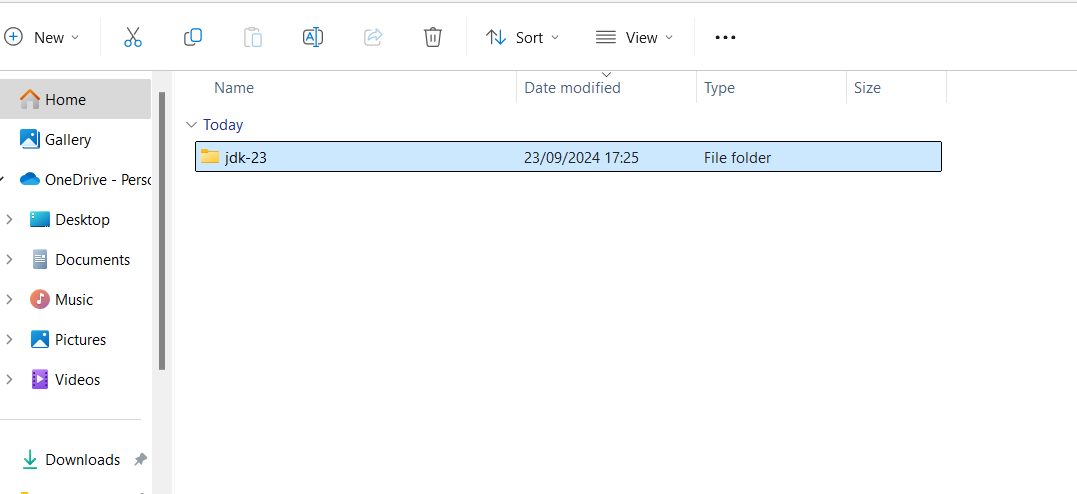 New
Sort
View
Name
Date modified
Type
Size
Home
Gallery
OneDrive - Perso
Desktop
Documents
Music
Pictures
Videos
Downloads
Today
jdk-23
23/09/2024 17:25
File folder